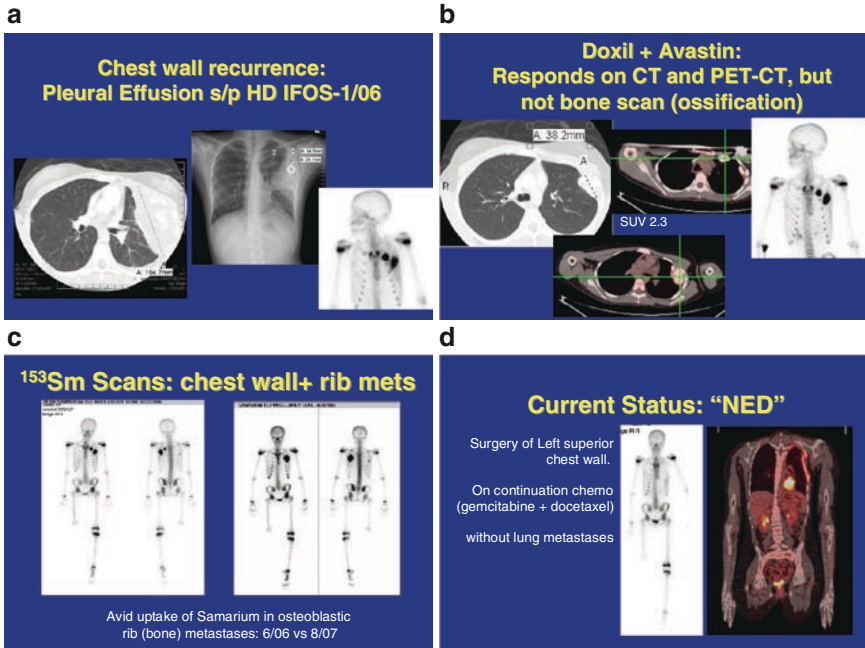 a
Chest wall recurrence:
Pleural Effusion s/p HD IFOS-1/06
A: 184.7mm
b
Doxil + Avastin:
Responds on CT and PET-CT, but
not bone scan (ossification)
A: 38.2mm
A
R
SUV 2.3
c
¹⁵³Sm Scans: chest wall+ rib mets
Avid uptake of Samarium in osteoblastic
rib (bone) metastases: 6/06 vs 8/07
d
Current Status: “NED”
Surgery of Left superior
chest wall.
On continuation chemo
(gemcitabine + docetaxel)
without lung metastases